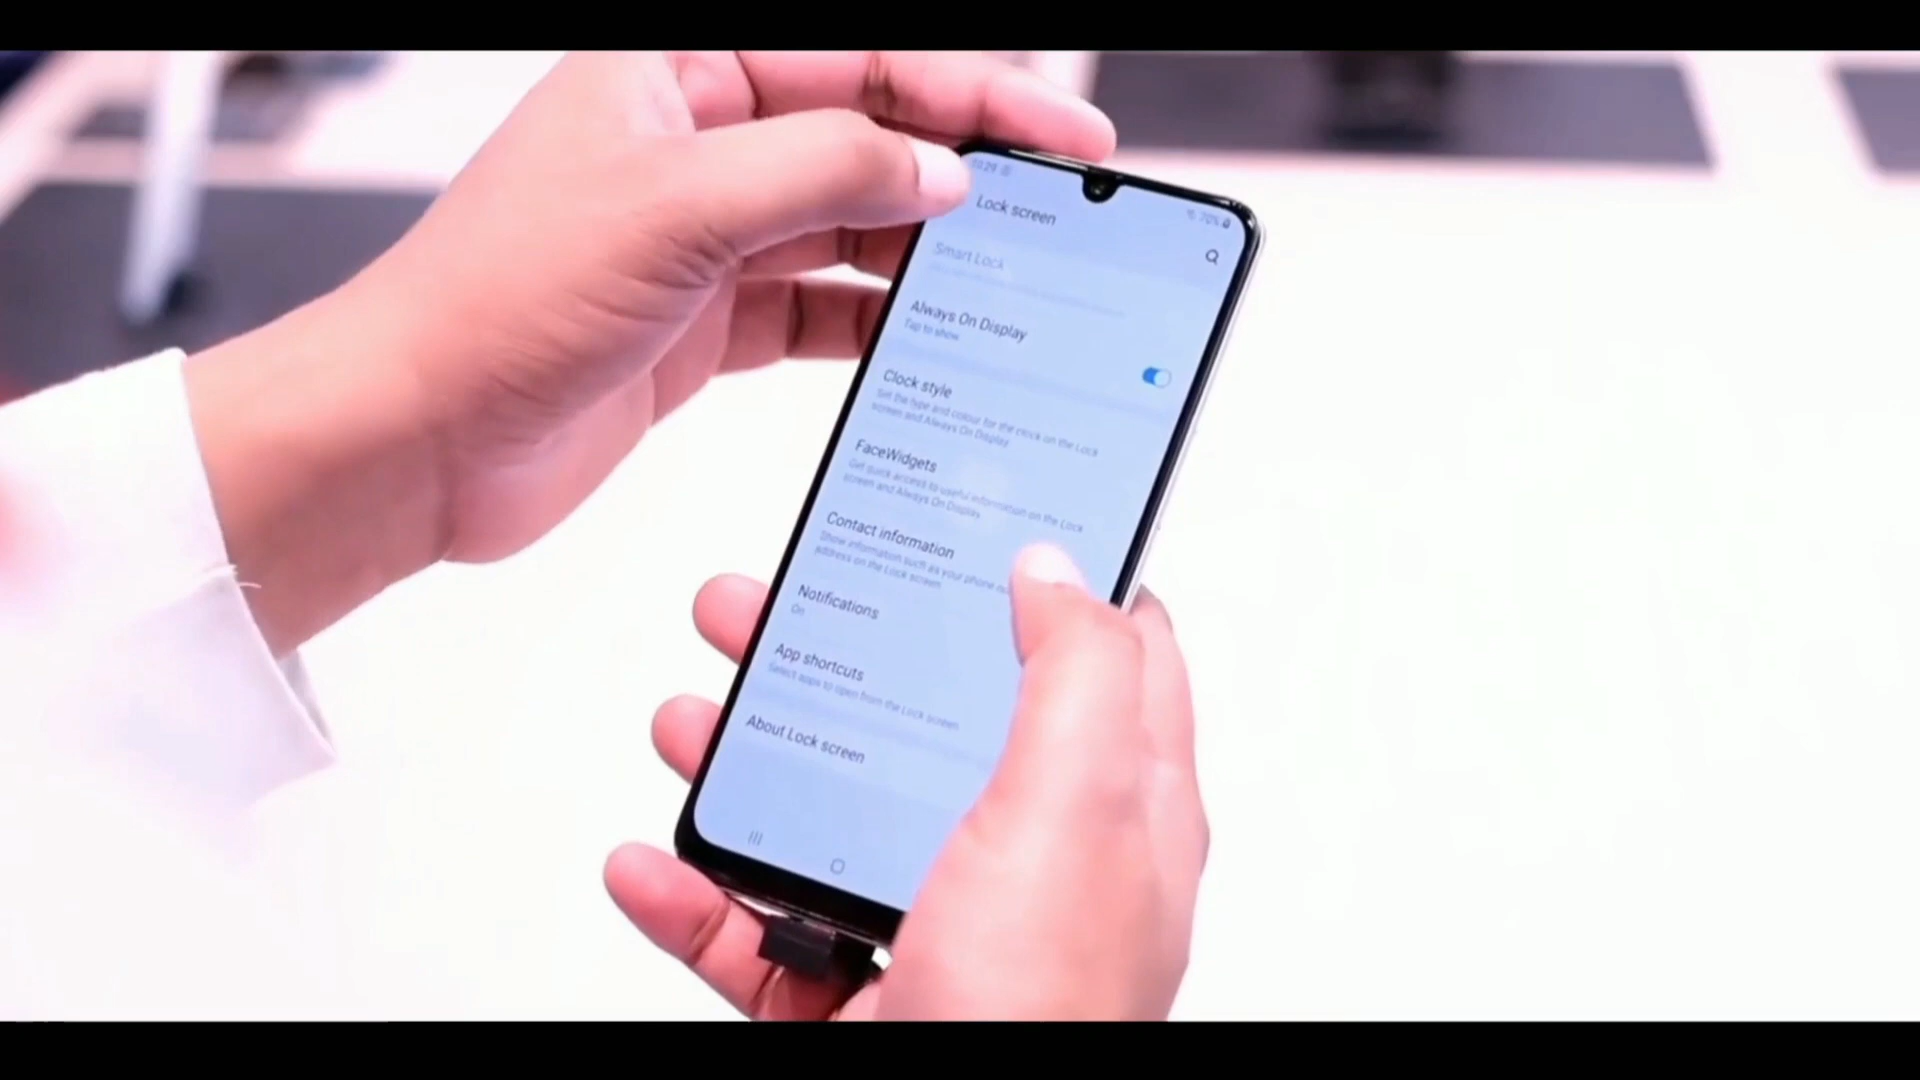 10:29
70%
Lock screen
Smart Lock
Always On Display
Tap to show
Clock style
Set the type and colour for the clock on the Lock
screen and Always On Display
FaceWidgets
Get quick access to useful information on the Lock
screen and Always On Display
Contact information
Show information such as your phone
address on the Lock screen
Notifications
On
App shortcuts
Select apps to open from the Lock screen
About Lock screen